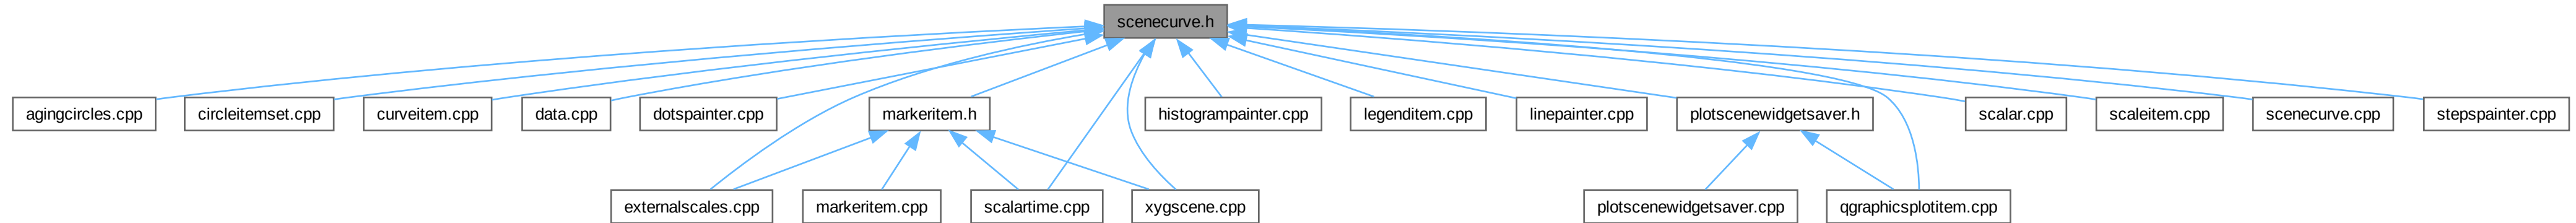 scenecurve.h
agingcircles.cpp
circleitemset.cpp
curveitem.cpp
data.cpp
dotspainter.cpp
markeritem.h
histogrampainter.cpp
legenditem.cpp
linepainter.cpp
plotscenewidgetsaver.h
scalar.cpp
scaleitem.cpp
scenecurve.cpp
stepspainter.cpp
externalscales.cpp
markeritem.cpp
scalartime.cpp
xygscene.cpp
plotscenewidgetsaver.cpp
qgraphicsplotitem.cpp